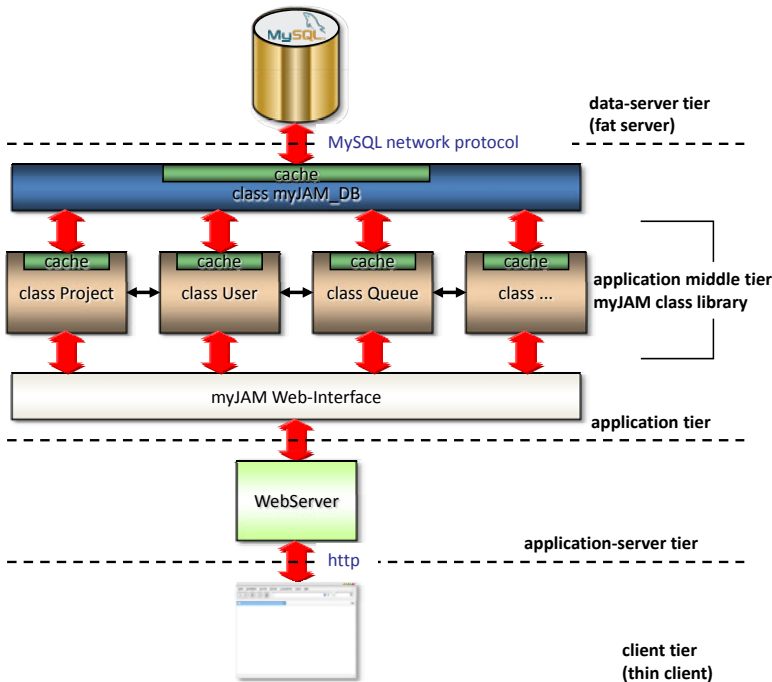 MySQL
data-server tier
(fat server)
MySQL network protocol
cache
class myJAM_DB
cache
cache
cache
cache
class Project
class User
class Queue
class ...
application middle tier
myJAM class library
myJAM Web-Interface
application tier
WebServer
application-server tier
http
client tier
(thin client)